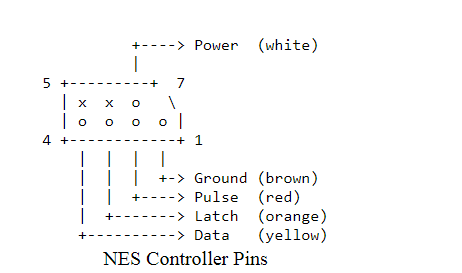 +----> Power (white)
|
5 +---------+ 7
| x x o \
| o o o o |
4 +------------+ 1
| | | |
| | | +-> Ground (brown)
| | +----> Pulse (red)
| +-------> Latch (orange)
+----------> Data (yellow)
NES Controller Pins